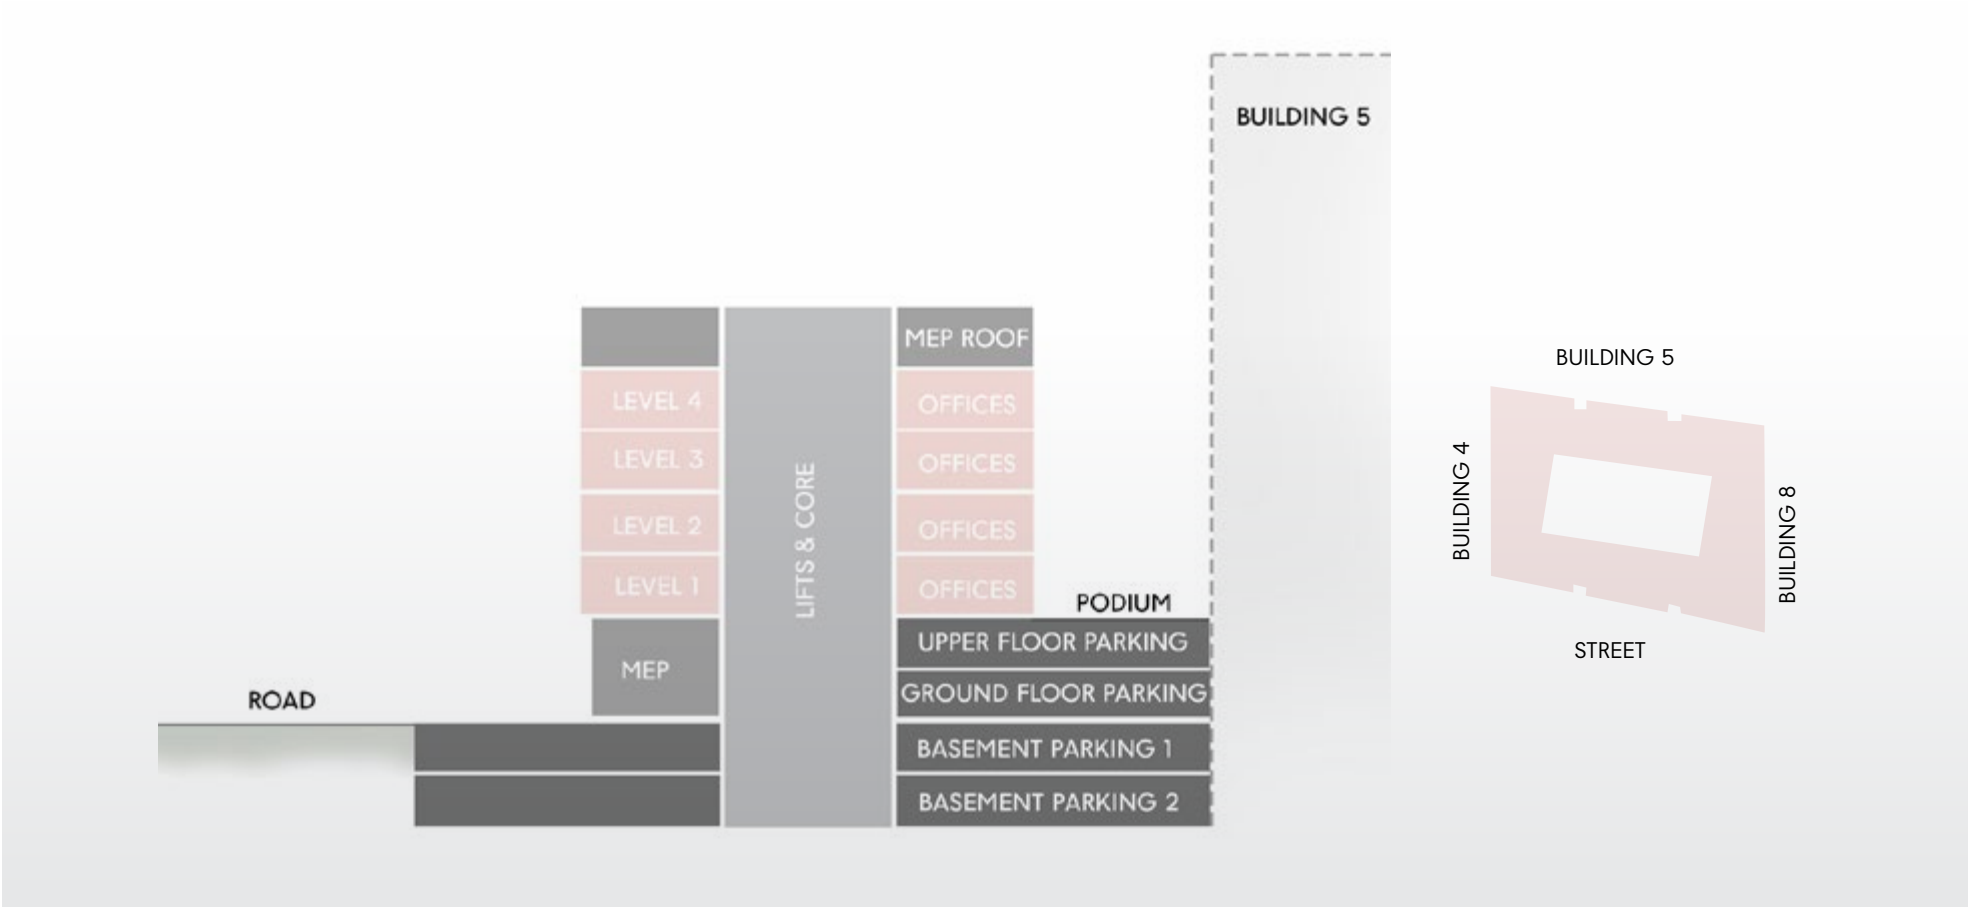 BUILDING 5
MEP ROOF
LEVEL 4
OFFICES
LEVEL 3
OFFICES
LEVEL 2
OFFICES
LEVEL 1
OFFICES
LIFTS & CORE
PODIUM
UPPER FLOOR PARKING
MEP
GROUND FLOOR PARKING
ROAD
BASEMENT PARKING 1
BASEMENT PARKING 2
BUILDING 5
BUILDING 4
BUILDING 8
STREET